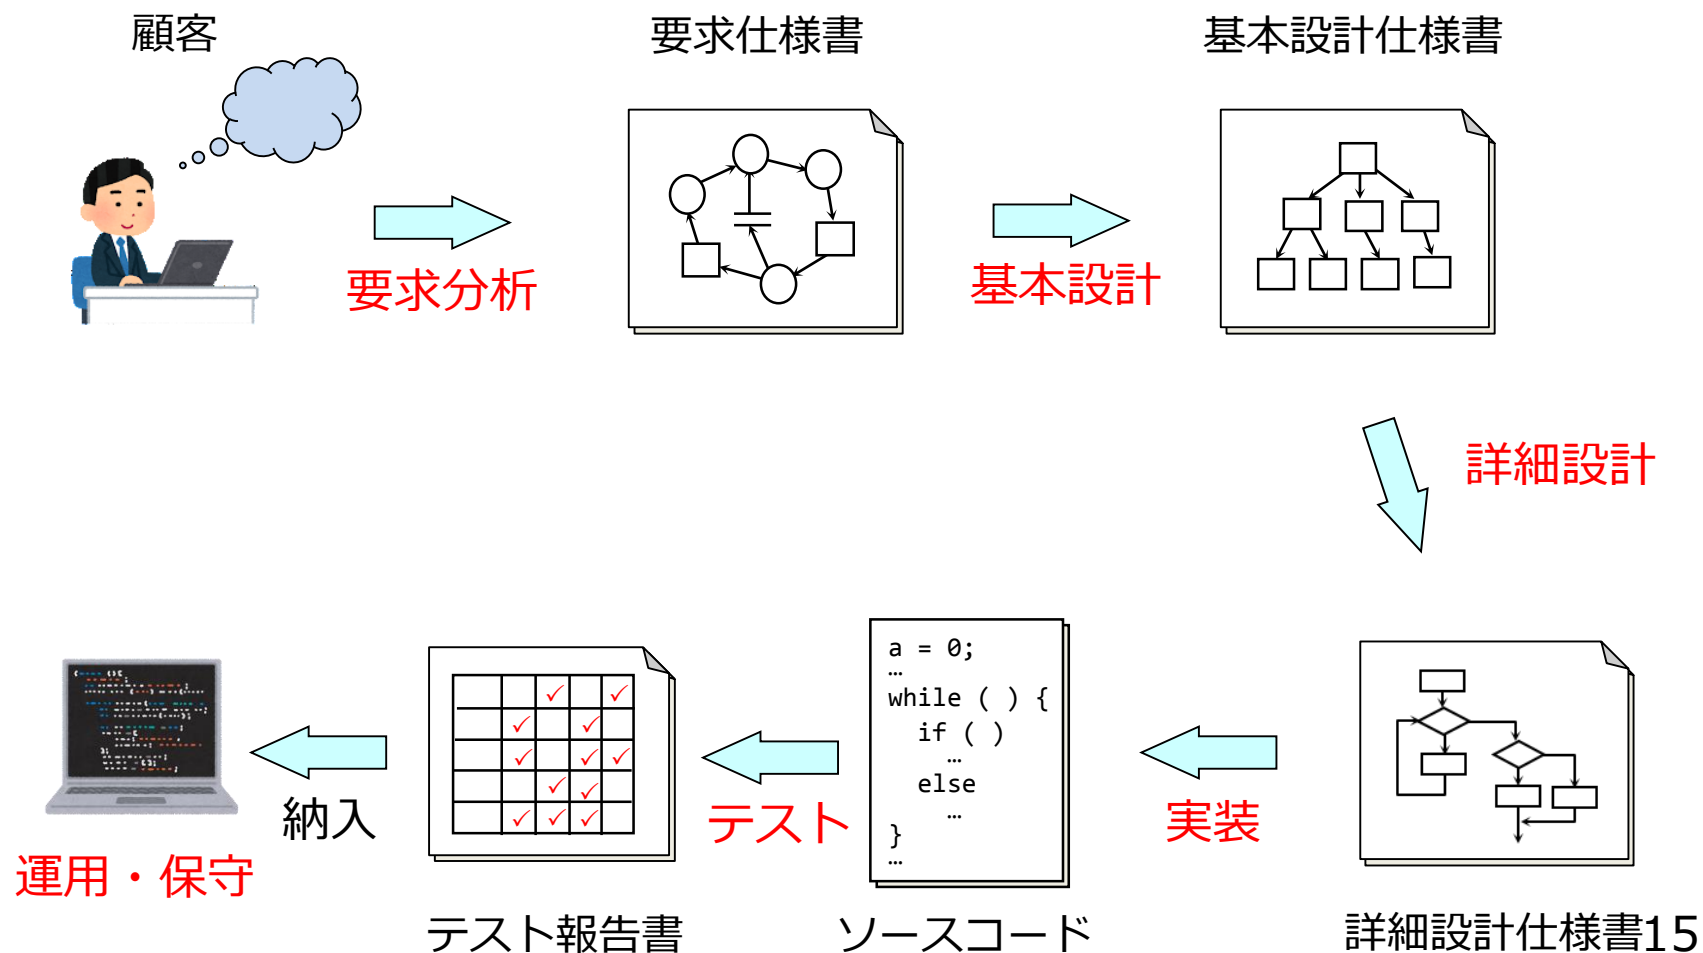 顧客
要求仕様書
基本設計仕様書
要求分析
基本設計
詳細設計
a = 0;
…
while ( ) {
if ( )
…
else
…
}
…
実装
テスト
納入
運用・保守
テスト報告書
ソースコード
詳細設計仕様書15